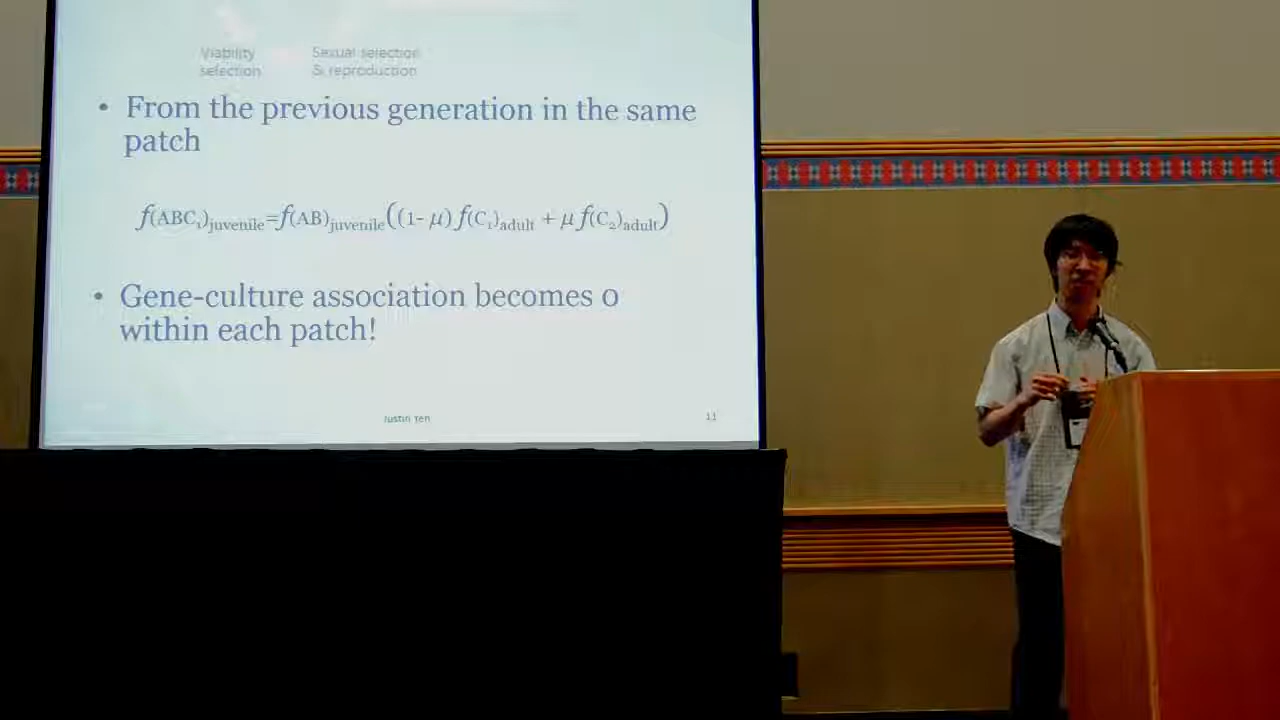 Viability Sexual selection
selection & reproduction
• From the previous generation in the same
patch
f(ABC₁)juvenile=f(AB)juvenile((1- μ) f(C₁)adult + μ f(C₂)adult)
• Gene-culture association becomes 0
within each patch!
Justin Yeh 11